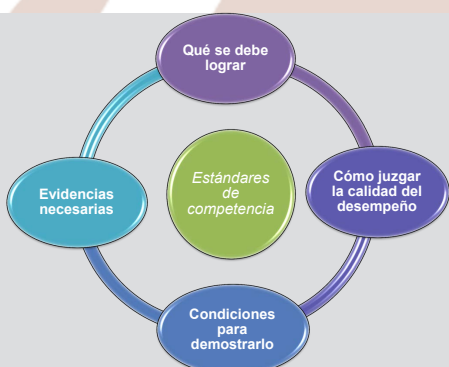 Qué se debe
lograr
Cómo juzgar
la calidad del
desempeño
Estándares
de
competencia
Evidencias
necesarias
Condiciones
para
demostrarlo